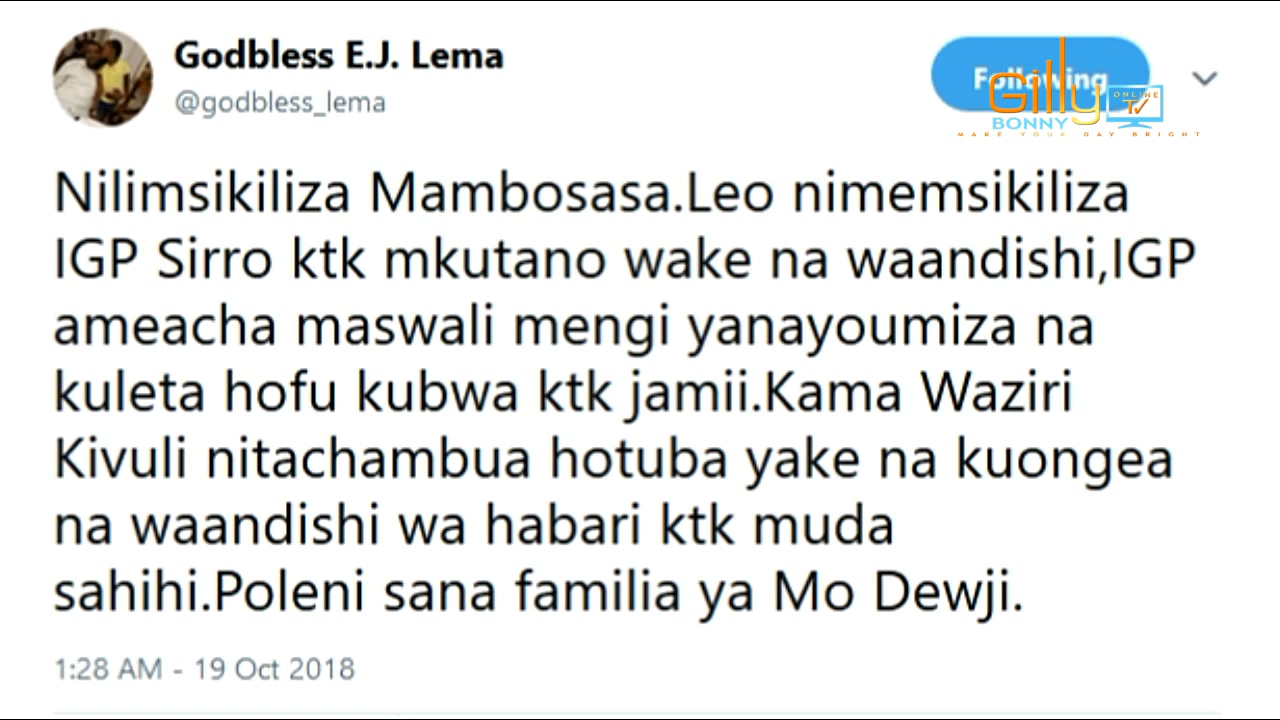 Godbless E.J. Lema
@godbless_lema
Following
Gilly
BONNY
ONLINE
TV
MAKE YOUR DAY BRIGHT
Nilimsikiliza Mambosasa.Leo nimemsikiliza
IGP Sirro ktk mkutano wake na waandishi,IGP
ameacha maswali mengi yanayoumiza na
kuleta hofu kubwa ktk jamii.Kama Waziri
Kivuli nitachambua hotuba yake na kuongea
na waandishi wa habari ktk muda
sahihi.Poleni sana familia ya Mo Dewji.
1:28 AM - 19 Oct 2018